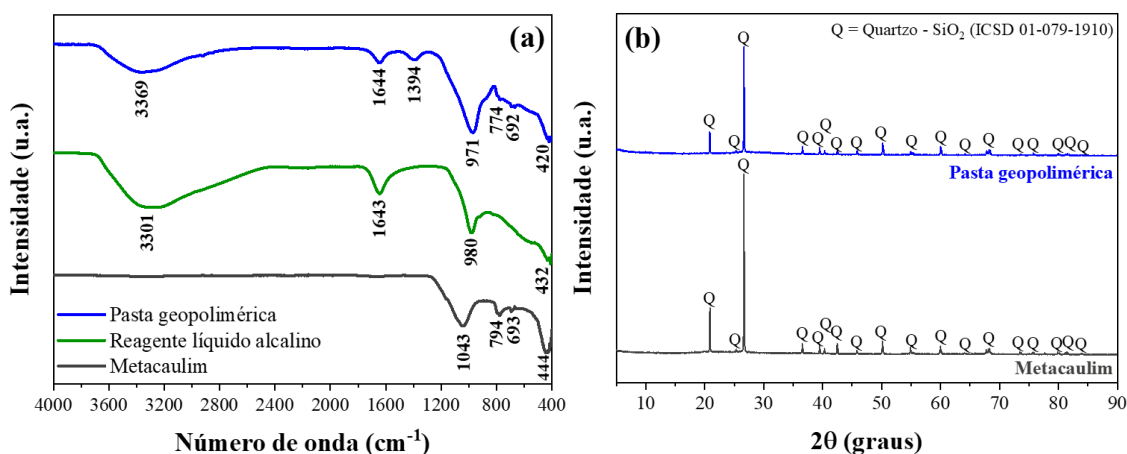 (a)
Intensidade (u.a.)
3369
1644
1394
971
774
692
420
3301
1643
980
432
1043
794
693
444
Pasta geopolimérica
Reagente líquido alcalino
Metacaulim
4000 3600 3200 2800 2400 2000 1600 1200 800 400
Número de onda (cm⁻¹)
(b)
Q = Quartzo - SiO₂ (ICSD 01-079-1910)
Intensidade (u.a.)
Q
Q Q Q Q Q Q Q Q Q Q Q Q Q Q Q Q Q Q
Pasta geopolimérica
Q
Q Q Q Q Q Q Q Q Q Q Q Q Q Q Q Q Q Q
Metacaulim
10 20 30 40 50 60 70 80 90
2θ (graus)